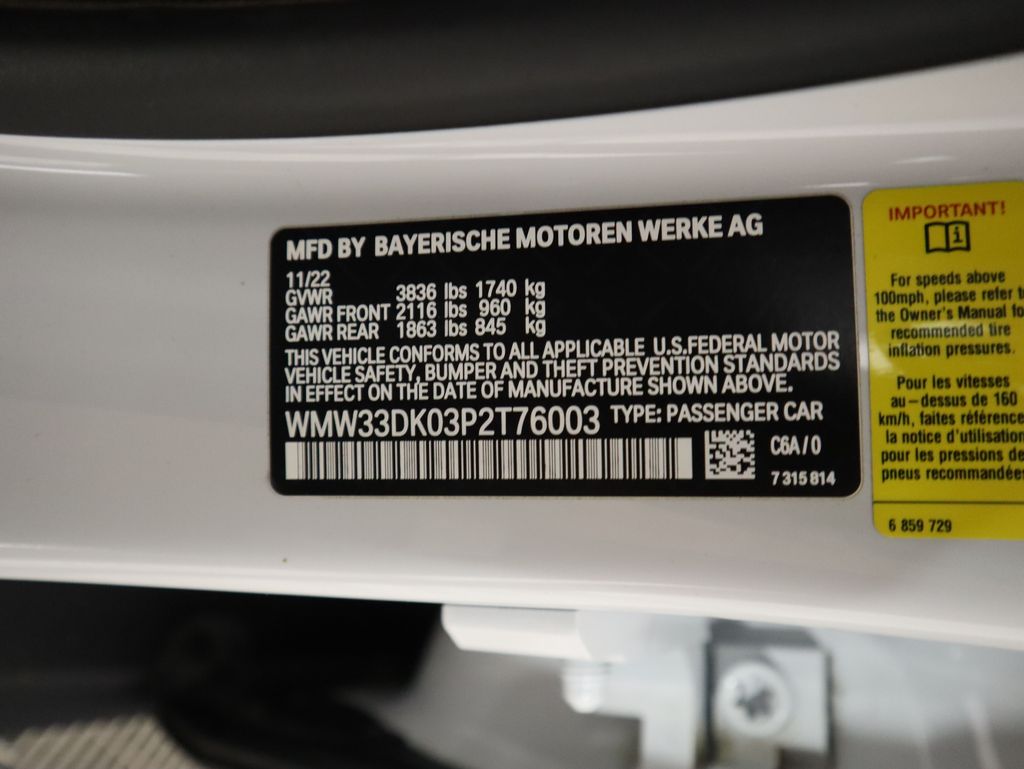 MFD BY BAYERISCHE MOTOREN WERKE AG
11/22
GVWR 3836 lbs 1740 kg
GAWR FRONT 2116 lbs 960 kg
GAWR REAR 1863 lbs 845 kg
THIS VEHICLE CONFORMS TO ALL APPLICABLE U.S.FEDERAL MOTOR
VEHICLE SAFETY, BUMPER AND THEFT PREVENTION STANDARDS
IN EFFECT ON THE DATE OF MANUFACTURE SHOWN ABOVE.
WMW33DK03P2T76003 TYPE: PASSENGER CAR
C6A/0
7 315 814
IMPORTANT!
For speeds above
100mph, please refer
the Owner's Manual
recommended tire
inflation pressures.
Pour les vitesses
au-dessus de 160
km/h, faites référence
la notice d'utilisation
pour les pressions de
pneus recommandées
6 859 729